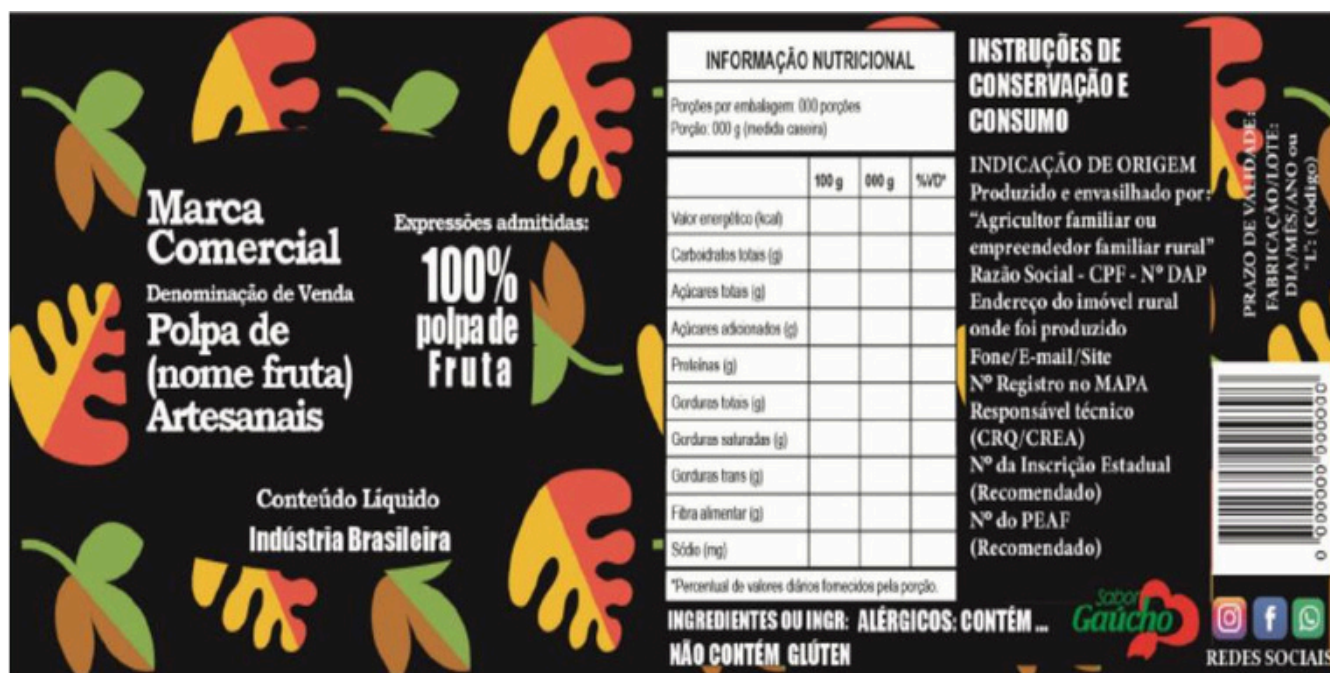 Marca
Comercial
Denominação de Venda
Polpa de
(nome fruta)
Artesanais
Expressões admitidas:
100%
polpa de
Fruta
Conteúdo Líquido
Indústria Brasileira
INFORMAÇÃO NUTRICIONAL
Porções por embalagem: 000 porções
Porção: 000 g (medida caseira)
100 g 000 g %VD*
Valor energético (kcal)
Carboidratos totais (g)
Açúcares totais (g)
Açúcares adicionados (g)
Proteínas (g)
Gorduras totais (g)
Gorduras saturadas (g)
Gorduras trans (g)
Fibra alimentar (g)
Sódio (mg)
*Percentual de valores diários fornecidos pela porção.
INGREDIENTES OU INGR: ALÉRGICOS: CONTÉM ...
NÃO CONTÉM GLÚTEN
INSTRUÇÕES DE
CONSERVAÇÃO E
CONSUMO
INDICAÇÃO DE ORIGEM
Produzido e envasilhado por:
“Agricultor familiar ou
empreendedor familiar rural”
Razão Social - CPF - Nº DAP
Endereço do imóvel rural
onde foi produzido
Fone/E-mail/Site
Nº Registro no MAPA
Responsável técnico
(CRQ/CREA)
Nº da Inscrição Estadual
(Recomendado)
Nº do PEAF
(Recomendado)
Sabor
Gaúcho
PRAZO DE VALIDADE:
FABRICAÇÃO/LOTE:
DIA/MÊS/ANO ou
"L": (Código)
REDES SOCIAIS